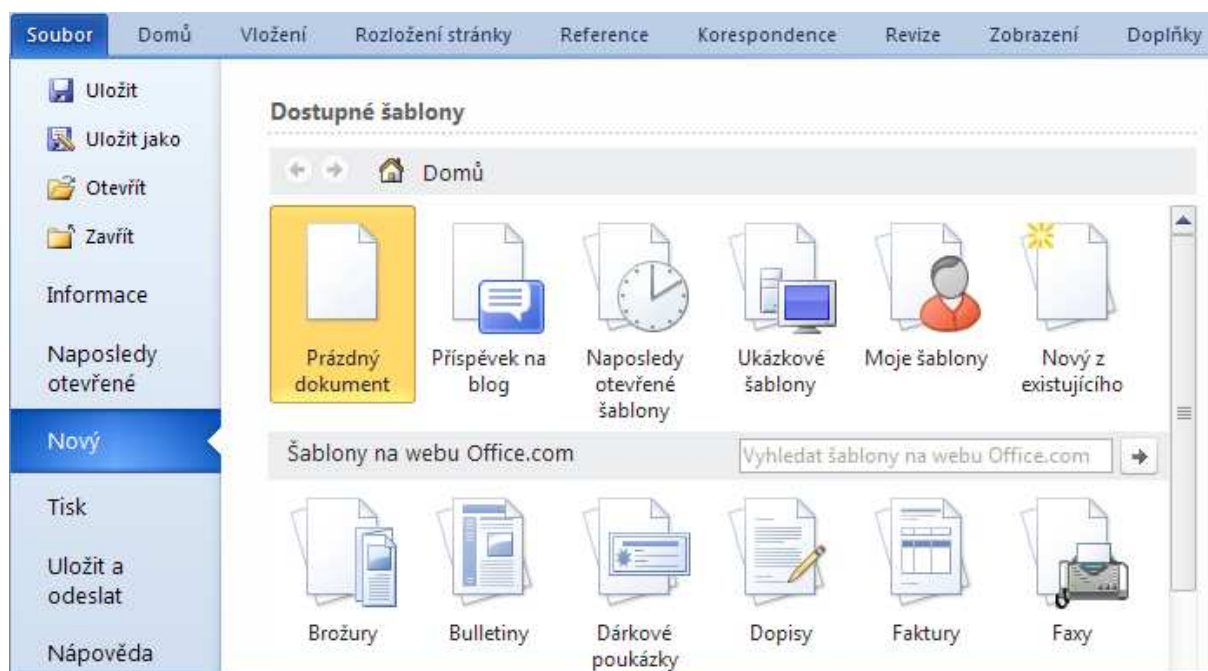 Soubor Domů Vložení Rozložení stránky Reference Korespondence Revize Zobrazení Doplňky
Uložit
Uložit jako
Otevřít
Zavřít
Informace
Naposledy
otevřené
Nový
Tisk
Uložit a
odeslat
Nápověda
Dostupné šablony
Domů
Prázdný
dokument
Příspěvek na
blog
Naposledy
otevřené
šablony
Ukázkové
šablony
Moje šablony
Nový z
existujícího
Šablony na webu Office.com
Vyhledat šablony na webu Office.com
Brožury
Bulletiny
Dárkové
poukázky
Dopisy
Faktury
Faxy